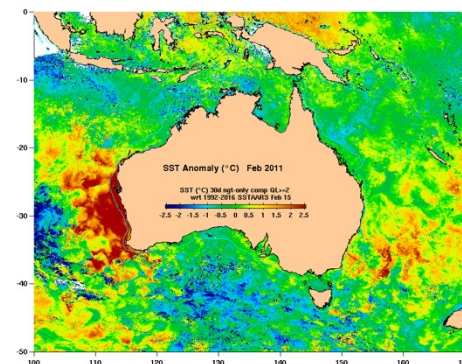 0
-10
SST Anomaly (°C) Feb 2011
-20
SST (°C) 30d ngt-only comp QL>=2
wrt 1992-2016 SSTAARS Feb 15
-2.5 -2 -1.5 -1 -0.5 0 0.5 1 1.5 2 2.5
-30
-40
-50
100 110 120 130 140 150 160 170